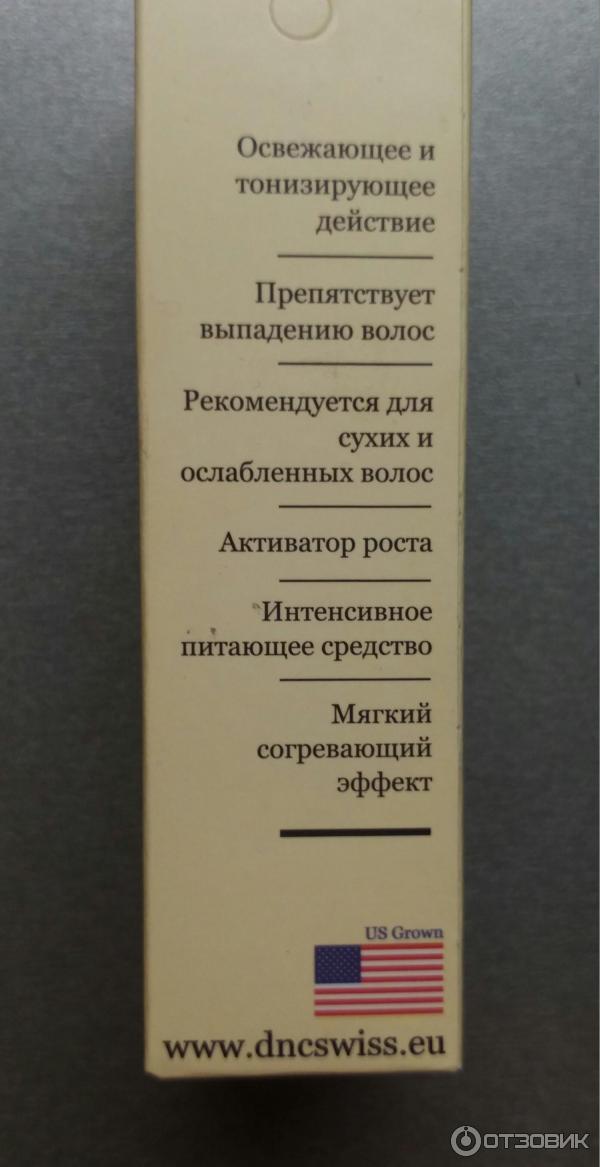 Освежающее и
тонизирующее
действие
Препятствует
выпадению волос
Рекомендуется для
сухих и
ослабленных волос
Активатор роста
Интенсивное
питающее средство
Мягкий
согревающий
эффект
US Grown
www.dncswiss.eu
ОТЗОВИК